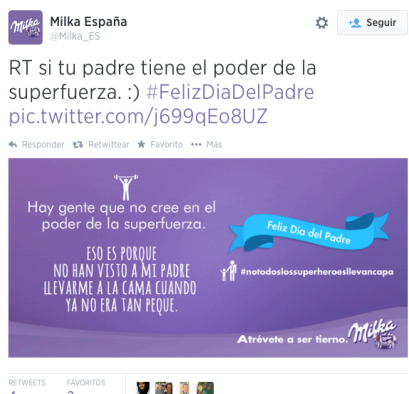 Milka
Milka España
@Milka_ES
Seguir
RT si tu padre tiene el poder de la
superfuerza. :) #FelizDiaDelPadre
pic.twitter.com/j699qEo8UZ
Responder Retwittear Favorito Más
Hay gente que no cree en el
poder de la superfuerza.
ESO ES PORQUE
NO HAN VISTO A MI PADRE
LLEVARME A LA CAMA CUANDO
YA NO ERA TAN PEQUE.
Feliz Dia del Padre
#notodoslossuperheroesllevancapa
Atrévete a ser tierno. Milka
RETWEETS FAVORITOS